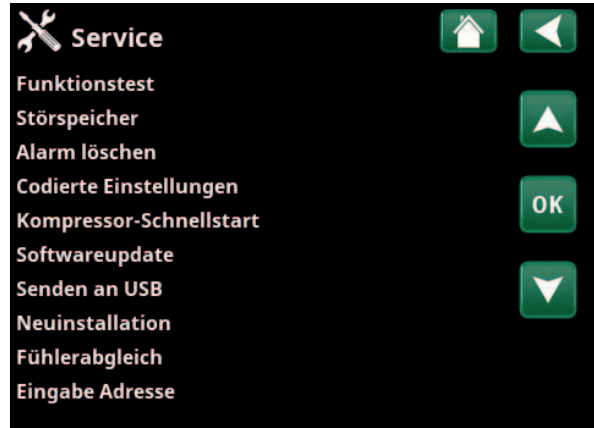 Service
Funktionstest
Störspeicher
Alarm löschen
Codierte Einstellungen
OK
Kompressor-Schnellstart
Softwareupdate
Senden an USB
Neuinstallation
Fühlerabgleich
Eingabe Adresse